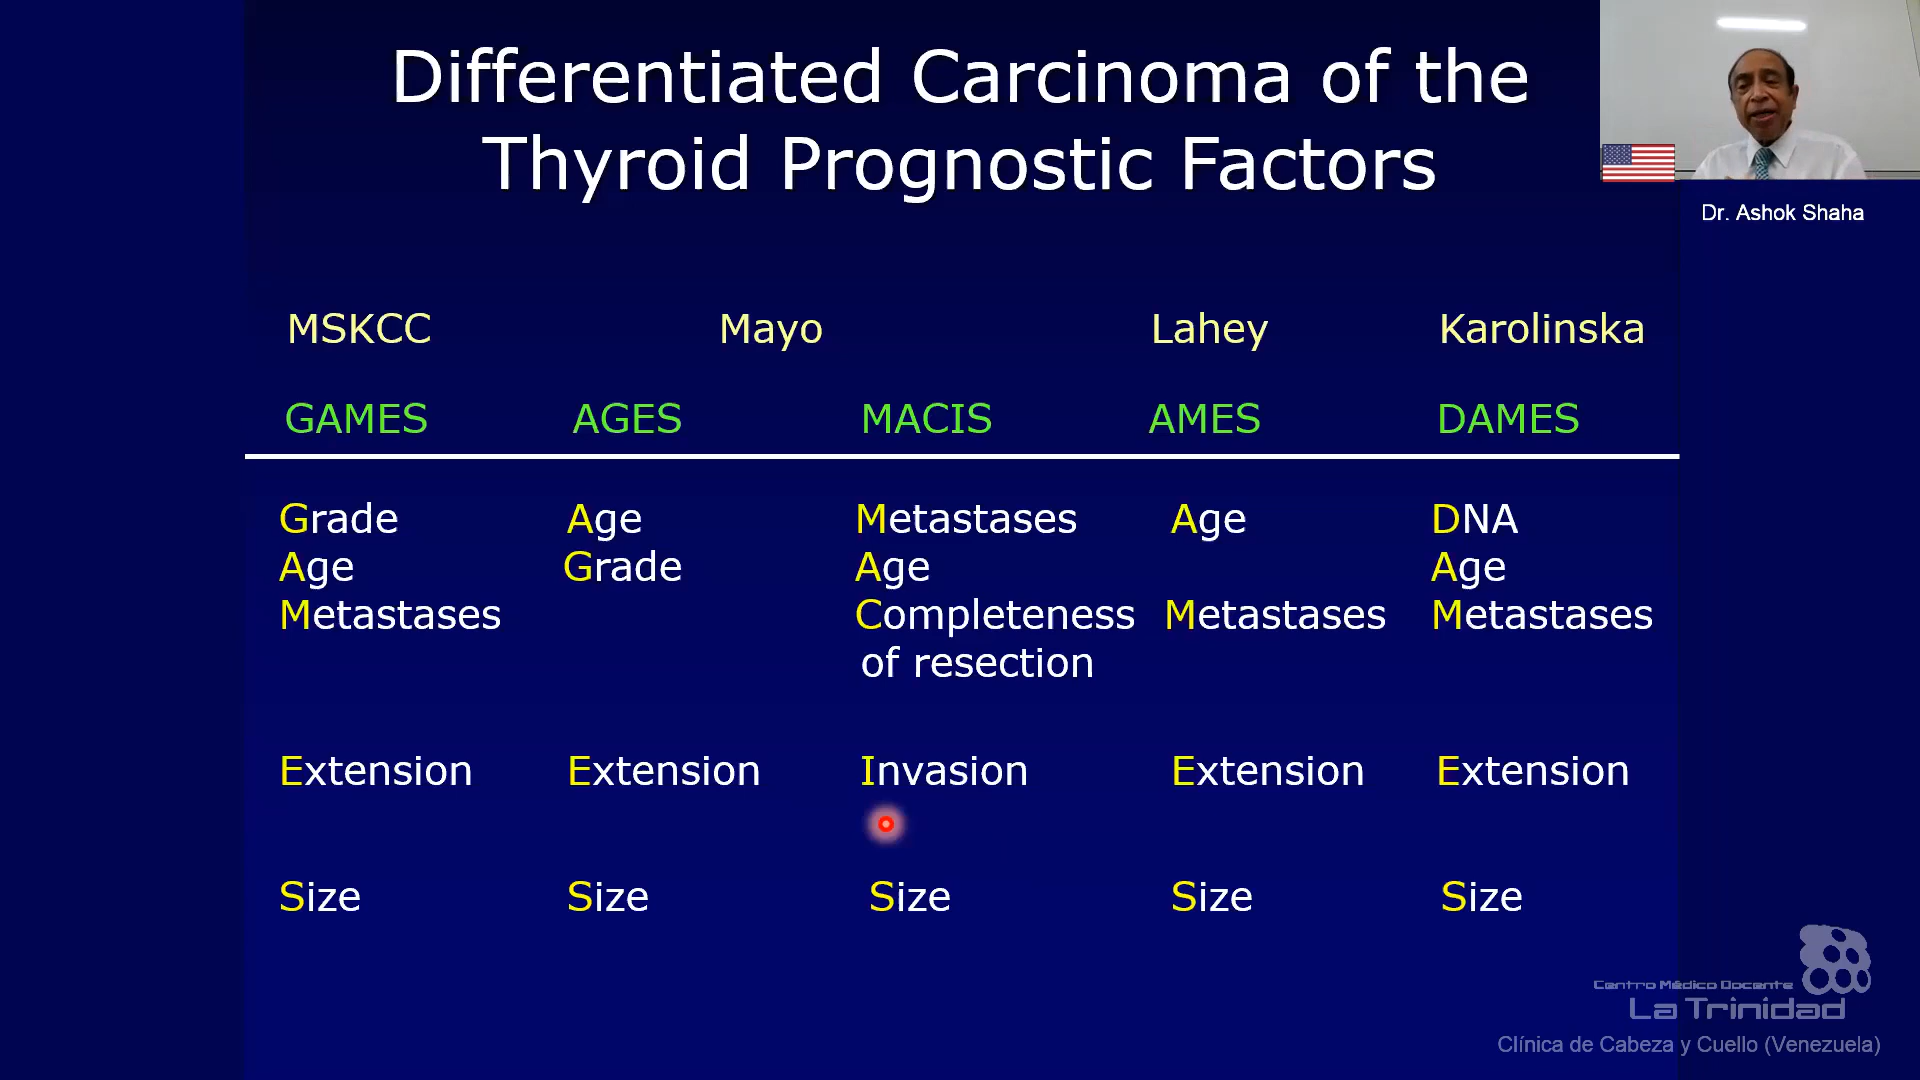 Differentiated Carcinoma of the
Thyroid Prognostic Factors
Dr. Ashok Shaha
MSKCC Mayo Lahey Karolinska
GAMES AGES MACIS AMES DAMES
Grade Age Metastases Age DNA
Age Grade Age Age
Metastases Completeness Metastases Metastases
of resection
Extension Extension Invasion Extension Extension
Size Size Size Size Size
Centro Médico Docente
La Trinidad
Clínica de Cabeza y Cuello (Venezuela)